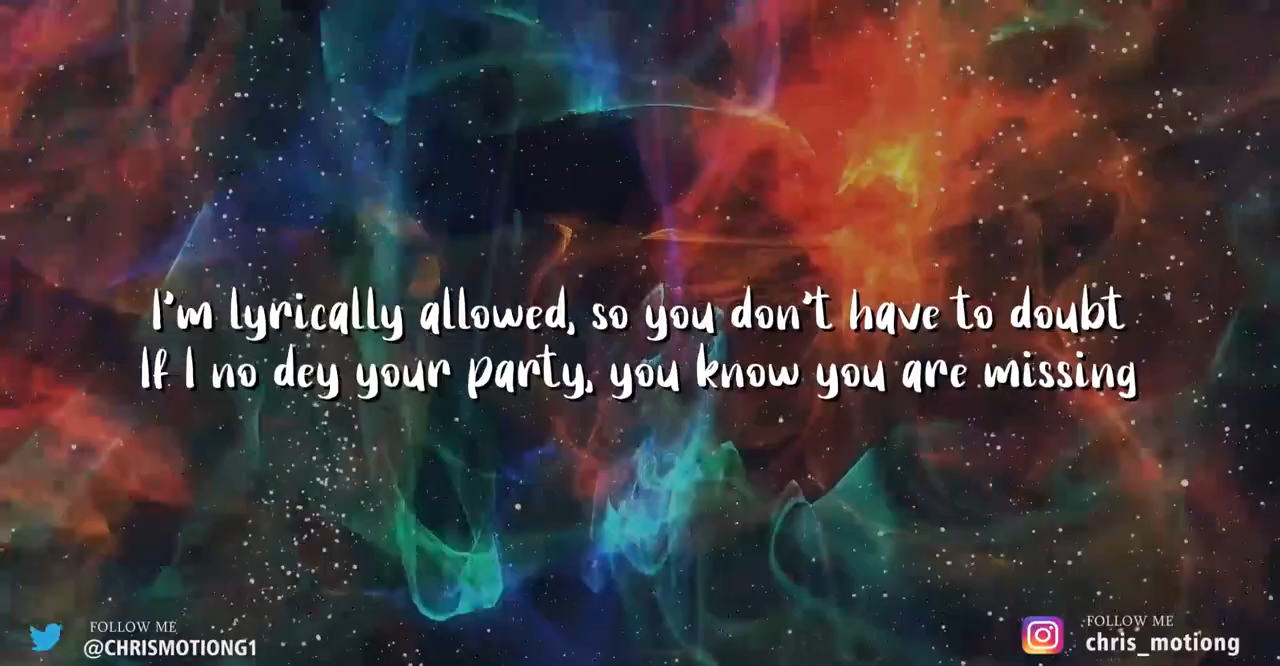 I'm lyrically allowed, so you don't have to doubt
If I no dey your party, you know you are missing
FOLLOW ME
@CHRISMOTIONG1
FOLLOW ME
chris_motiong